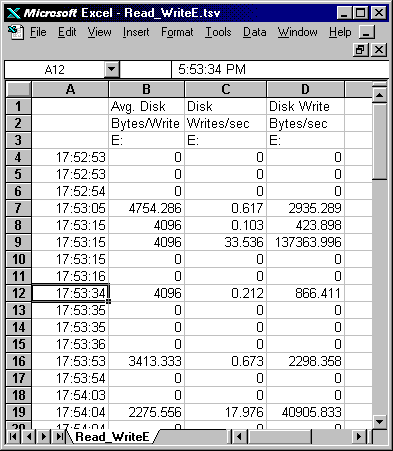 Microsoft Excel - Read_WriteE.tsv
File Edit View Insert Format Tools Data Window Help
A12 5:53:34 PM
A B C D
1 Avg. Disk Disk Disk Write
2 Bytes/Write Writes/sec Bytes/sec
3 E: E: E:
4 17:52:53 0 0 0
5 17:52:53 0 0 0
6 17:52:54 0 0 0
7 17:53:05 4754.286 0.617 2935.289
8 17:53:15 4096 0.103 423.898
9 17:53:15 4096 33.536 137363.996
10 17:53:15 0 0 0
11 17:53:16 0 0 0
12 17:53:34 4096 0.212 866.411
13 17:53:35 0 0 0
14 17:53:35 0 0 0
15 17:53:36 0 0 0
16 17:53:53 3413.333 0.673 2298.358
17 17:53:54 0 0 0
18 17:54:03 0 0 0
19 17:54:04 2275.556 17.976 40905.833
Read_WriteE